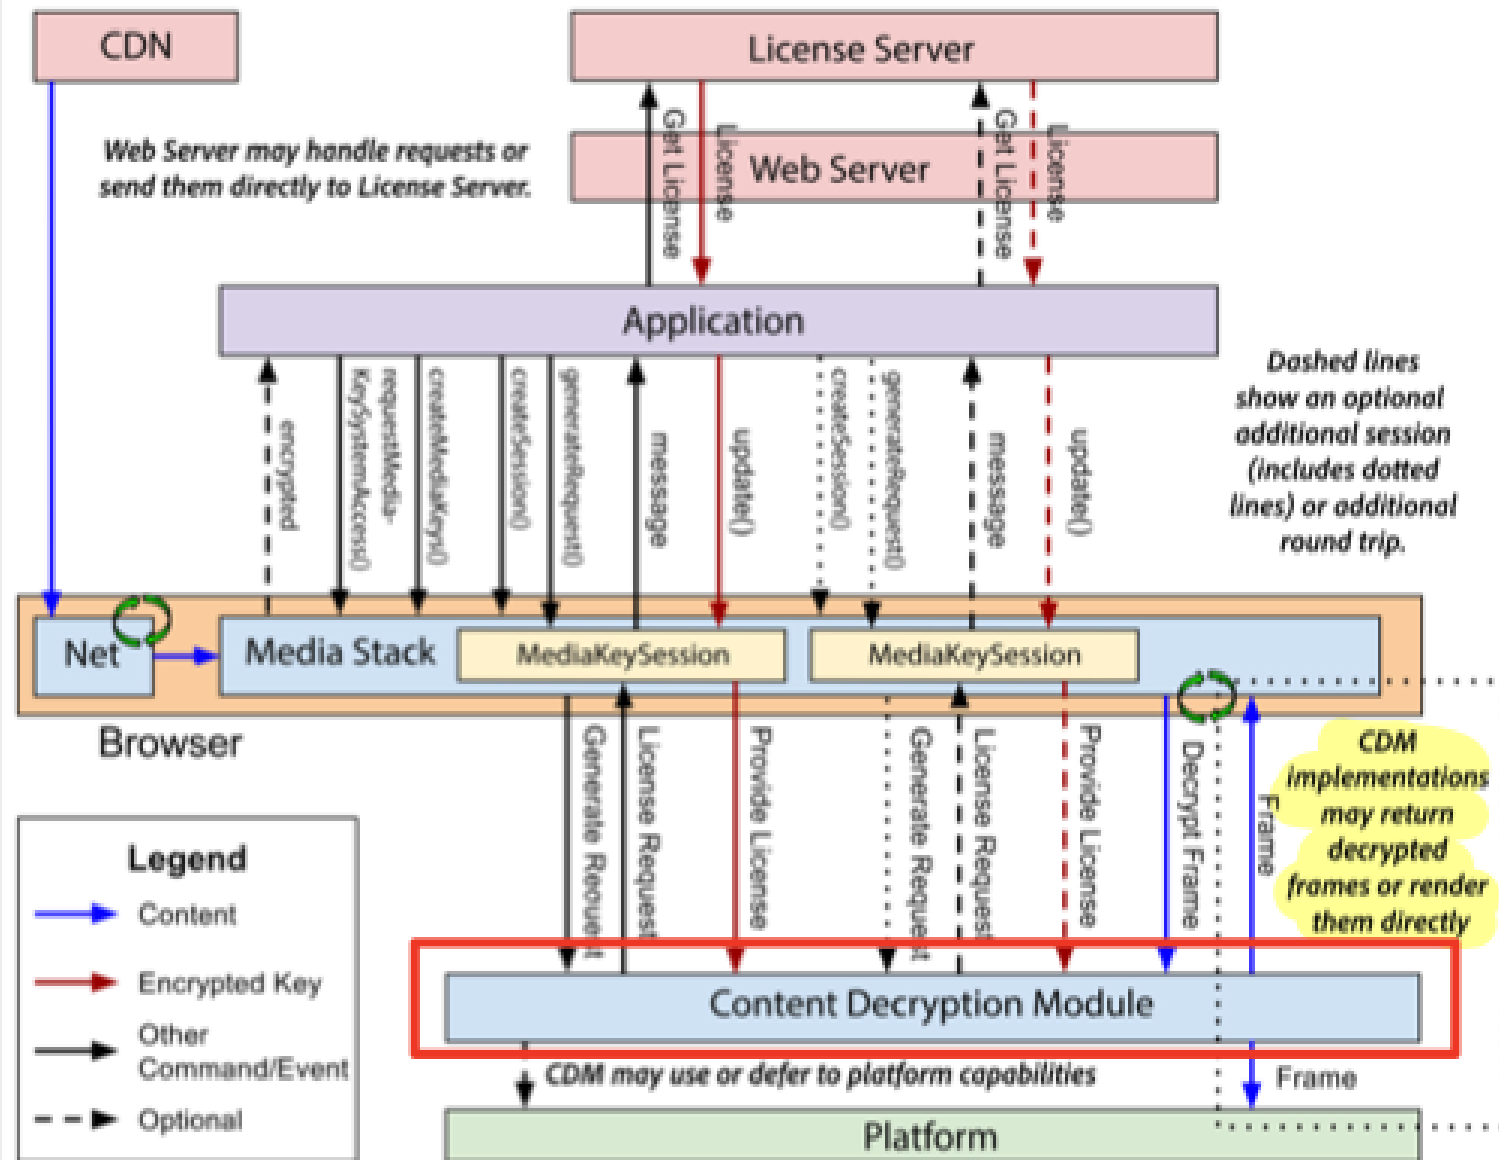 CDN
License Server
Web Server may handle requests or
send them directly to License Server.
Get License
License
Web Server
Get License
License
Application
encrypted
requestMedia-
KeySystemAccess()
createMediaKeys()
createSession()
generateRequest()
message
update()
createSession()
generateRequest()
message
update()
Dashed lines
show an optional
additional session
(includes dotted
lines) or additional
round trip.
Net
Media Stack
MediaKeySession
MediaKeySession
Browser
Generate Request
License Request
Provide License
Generate Request
License Request
Provide License
Decrypt Frame
Frame
CDM
implementations
may return
decrypted
frames or render
them directly
Legend
Content
Encrypted Key
Other
Command/Event
Optional
Content Decryption Module
CDM may use or defer to platform capabilities
Frame
Platform